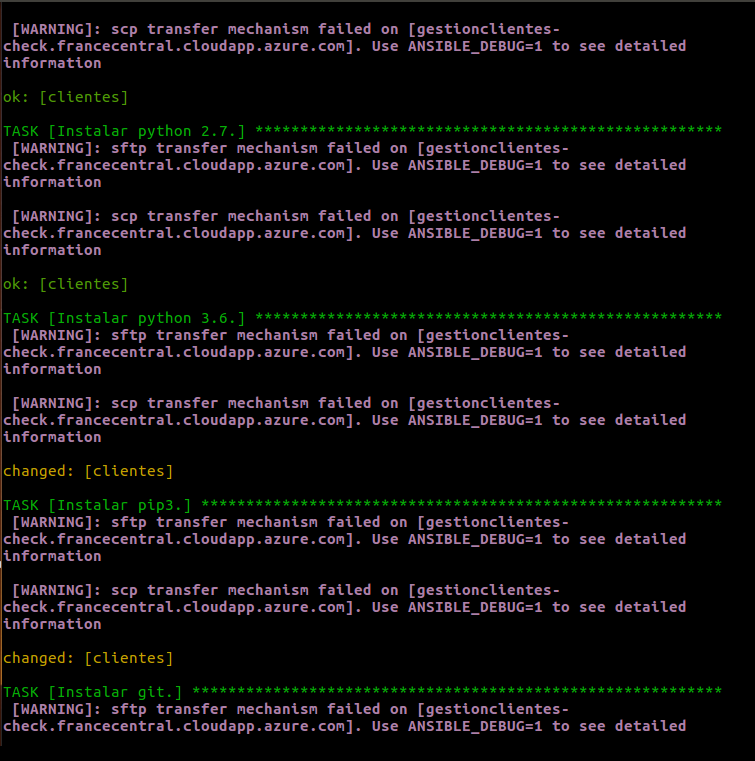 [WARNING]: scp transfer mechanism failed on [gestionclientes-
check.francecentral.cloudapp.azure.com]. Use ANSIBLE_DEBUG=1 to see detailed
information
ok: [clientes]
TASK [Instalar python 2.7.] ****************************************************
[WARNING]: sftp transfer mechanism failed on [gestionclientes-
check.francecentral.cloudapp.azure.com]. Use ANSIBLE_DEBUG=1 to see detailed
information
[WARNING]: scp transfer mechanism failed on [gestionclientes-
check.francecentral.cloudapp.azure.com]. Use ANSIBLE_DEBUG=1 to see detailed
information
ok: [clientes]
TASK [Instalar python 3.6.] ****************************************************
[WARNING]: sftp transfer mechanism failed on [gestionclientes-
check.francecentral.cloudapp.azure.com]. Use ANSIBLE_DEBUG=1 to see detailed
information
[WARNING]: scp transfer mechanism failed on [gestionclientes-
check.francecentral.cloudapp.azure.com]. Use ANSIBLE_DEBUG=1 to see detailed
information
changed: [clientes]
TASK [Instalar pip3.] **********************************************************
[WARNING]: sftp transfer mechanism failed on [gestionclientes-
check.francecentral.cloudapp.azure.com]. Use ANSIBLE_DEBUG=1 to see detailed
information
[WARNING]: scp transfer mechanism failed on [gestionclientes-
check.francecentral.cloudapp.azure.com]. Use ANSIBLE_DEBUG=1 to see detailed
information
changed: [clientes]
TASK [Instalar git.] ***********************************************************
[WARNING]: sftp transfer mechanism failed on [gestionclientes-
check.francecentral.cloudapp.azure.com]. Use ANSIBLE_DEBUG=1 to see detailed